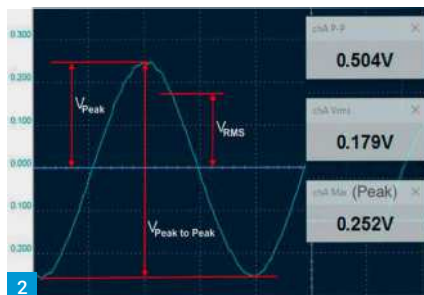 0.300
0.200
0.100
0.000
0.100
0.200
VPeak
VRMS
VPeak to Peak
chA P-P ×
0.504V
chA Vrms ×
0.179V
chA Max (Peak) ×
0.252V
2